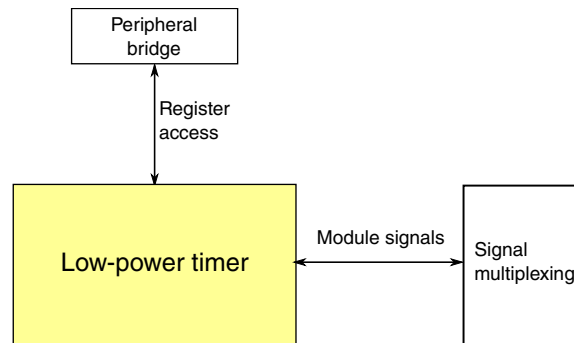 Peripheral
bridge
Register
access
Low-power timer
Module signals
Signal
multiplexing